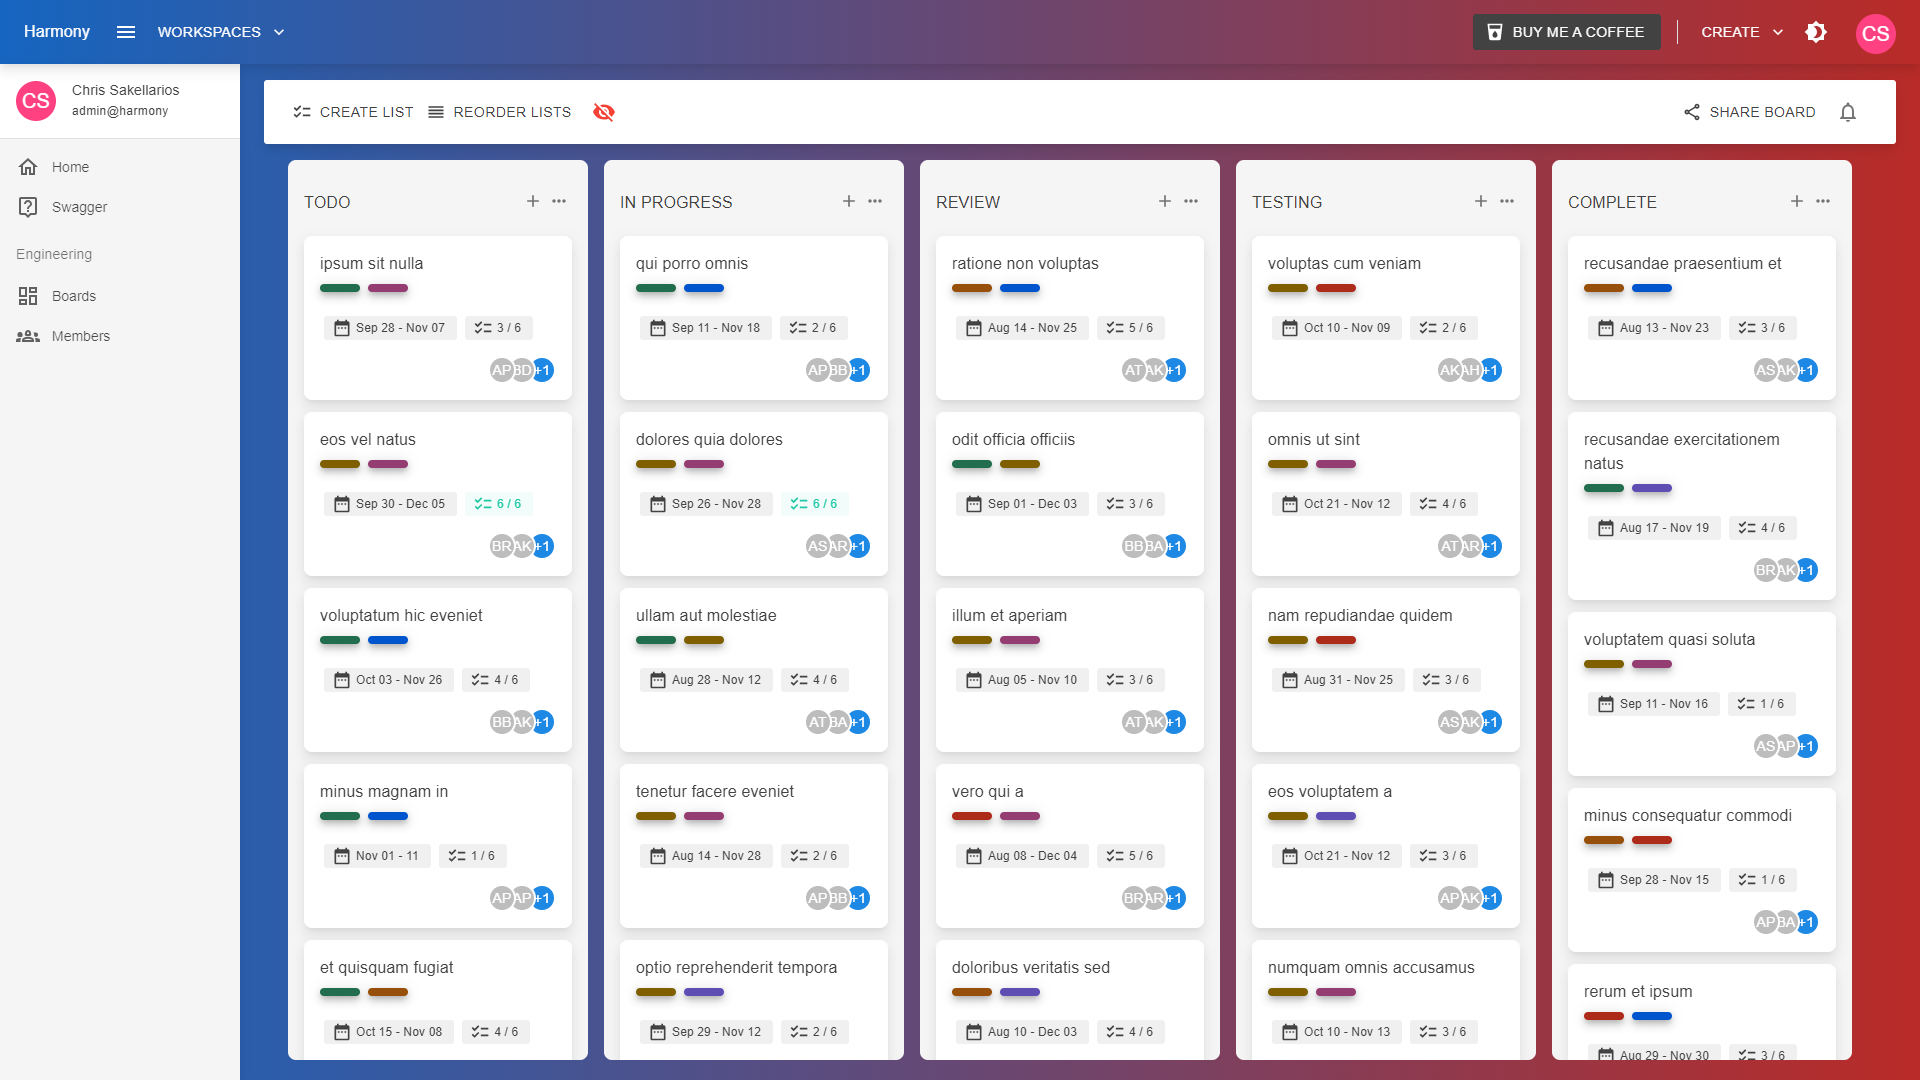 Harmony
WORKSPACES
BUY ME A COFFEE
CREATE
CS
CS
Chris Sakellarios
admin@harmony
Home
Swagger
Engineering
Boards
Members
CREATE LIST
REORDER LISTS
SHARE BOARD
TODO
ipsum sit nulla
Sep 28 - Nov 07
3 / 6
AP BD +1
eos vel natus
Sep 30 - Dec 05
6 / 6
BR AK +1
voluptatum hic eveniet
Oct 03 - Nov 26
4 / 6
BB AK +1
minus magnam in
Nov 01 - 11
1 / 6
AP AP +1
et quisquam fugiat
Oct 15 - Nov 08
4 / 6
IN PROGRESS
qui porro omnis
Sep 11 - Nov 18
2 / 6
AP BB +1
dolores quia dolores
Sep 26 - Nov 28
6 / 6
AS AR +1
ullam aut molestiae
Aug 28 - Nov 12
4 / 6
AT BA +1
tenetur facere eveniet
Aug 14 - Nov 28
2 / 6
AP BB +1
optio reprehenderit tempora
Sep 29 - Nov 12
2 / 6
REVIEW
ratione non voluptas
Aug 14 - Nov 25
5 / 6
AT AK +1
odit officia officiis
Sep 01 - Dec 03
3 / 6
BB BA +1
illum et aperiam
Aug 05 - Nov 10
3 / 6
AT AK +1
vero qui a
Aug 08 - Dec 04
5 / 6
BR AR +1
doloribus veritatis sed
Aug 10 - Dec 03
4 / 6
TESTING
voluptas cum veniam
Oct 10 - Nov 09
2 / 6
AK AH +1
omnis ut sint
Oct 21 - Nov 12
4 / 6
AT AR +1
nam repudiandae quidem
Aug 31 - Nov 25
3 / 6
AS AK +1
eos voluptatem a
Oct 21 - Nov 12
3 / 6
AP AK +1
numquam omnis accusamus
Oct 10 - Nov 13
3 / 6
COMPLETE
recusandae praesentium et
Aug 13 - Nov 23
3 / 6
AS AK +1
recusandae exercitationem
natus
Aug 17 - Nov 19
4 / 6
BR AK +1
voluptatem quasi soluta
Sep 11 - Nov 16
1 / 6
AS AP +1
minus consequatur commodi
Sep 28 - Nov 15
1 / 6
AP BA +1
rerum et ipsum
Aug 29 - Nov 30
3 / 6